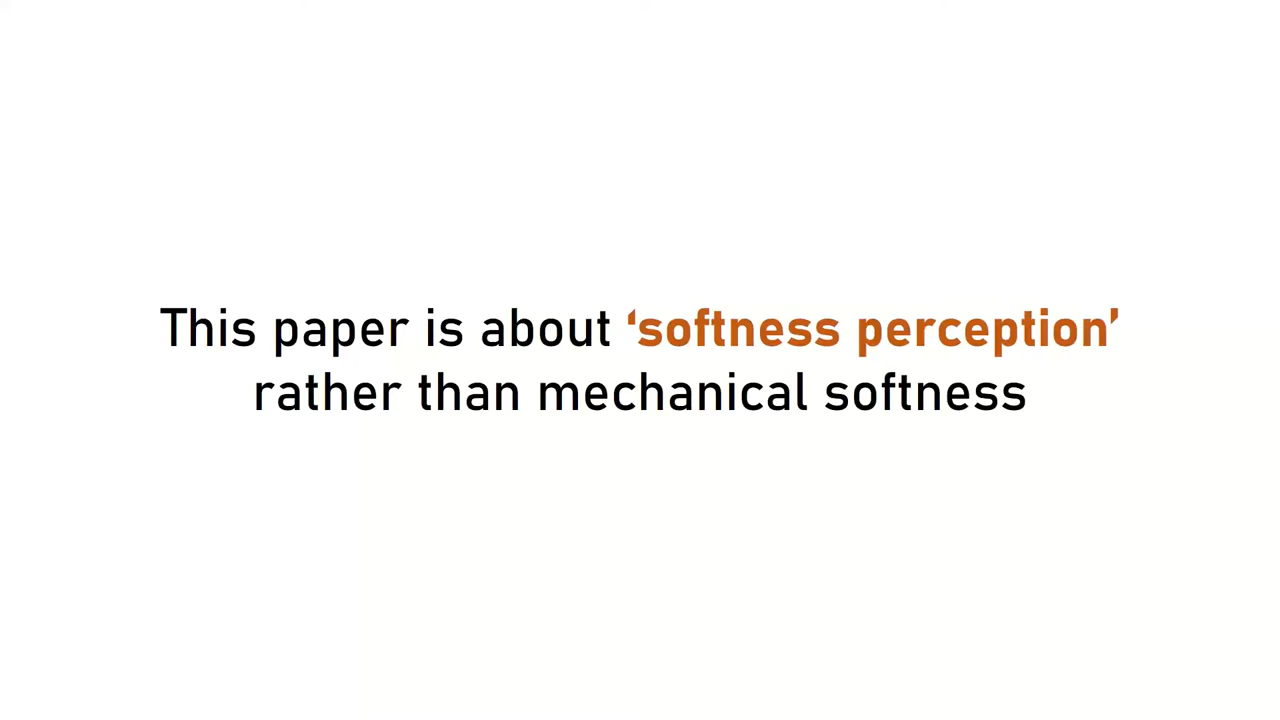 This paper is about ‘softness perception’
rather than mechanical softness